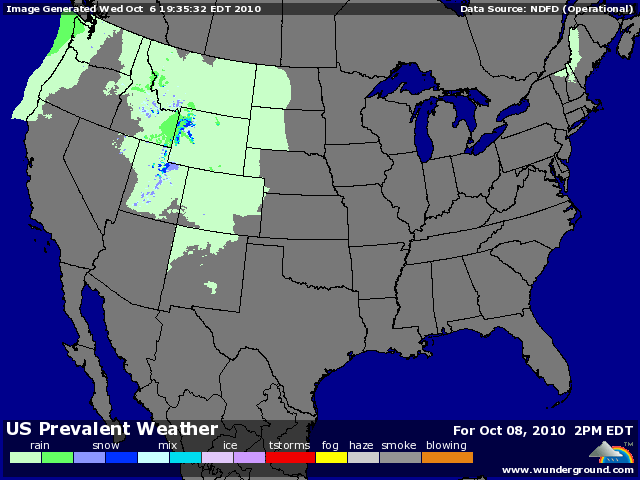 Image Generated Wed Oct 6 19:35:32 EDT 2010 Data Source: NDFD (Operational)
US Prevalent Weather For Oct 08, 2010 2PM EDT
rain snow mix ice tstorms fog haze smoke blowing
www.wunderground.com